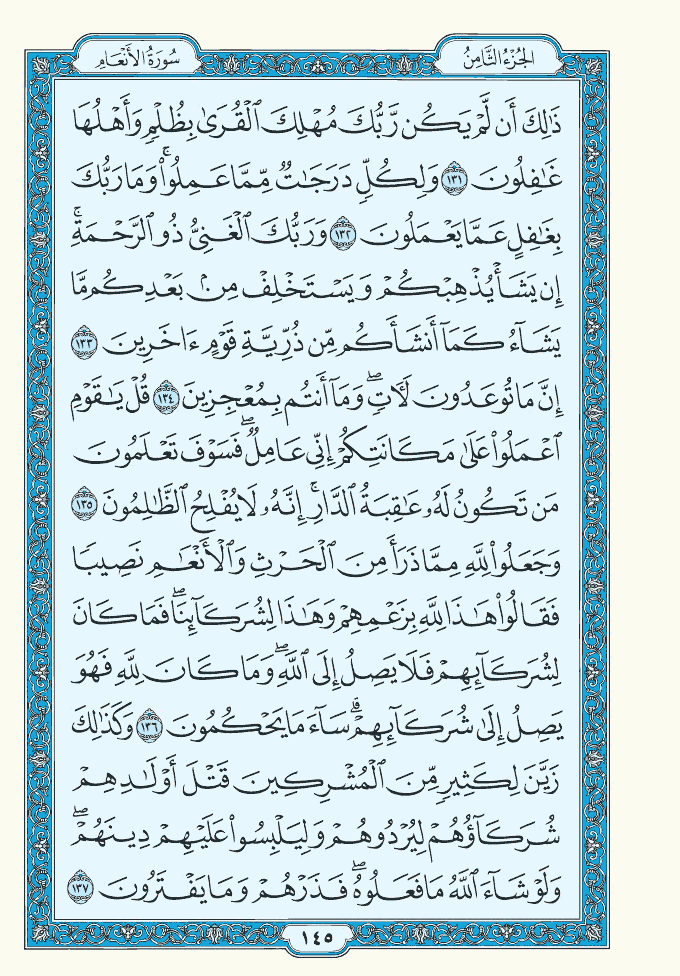 الجُزْءُ الثَّامِنُ
سُورَةُ الأَنْعَامِ
ذَٰلِكَ أَن لَّمْ يَكُن رَّبُّكَ مُهْلِكَ ٱلْقُرَىٰ بِظُلْمٍ وَأَهْلُهَا
غَٰفِلُونَ ١٣١ وَلِكُلٍّ دَرَجَٰتٌ مِّمَّا عَمِلُوا۟ ۚ وَمَا رَبُّكَ
بِغَٰفِلٍ عَمَّا يَعْمَلُونَ ١٣٢ وَرَبُّكَ ٱلْغَنِىُّ ذُو ٱلرَّحْمَةِ ۚ
إِن يَشَأْ يُذْهِبْكُمْ وَيَسْتَخْلِفْ مِنۢ بَعْدِكُم مَّا
يَشَآءُ كَمَآ أَنشَأَكُم مِّن ذُرِّيَّةِ قَوْمٍ ءَاخَرِينَ ١٣٣
إِنَّ مَا تُوعَدُونَ لَءَاتٍ ۖ وَمَآ أَنتُم بِمُعْجِزِينَ ١٣٤ قُلْ يَٰقَوْمِ
ٱعْمَلُوا۟ عَلَىٰ مَكَانَتِكُمْ إِنِّى عَامِلٌ ۖ فَسَوْفَ تَعْلَمُونَ
مَن تَكُونُ لَهُۥ عَٰقِبَةُ ٱلدَّارِ ۗ إِنَّهُۥ لَا يُفْلِحُ ٱلظَّٰلِمُونَ ١٣٥
وَجَعَلُوا۟ لِلَّهِ مِمَّا ذَرَأَ مِنَ ٱلْحَرْثِ وَٱلْأَنْعَٰمِ نَصِيبًا
فَقَالُوا۟ هَٰذَا لِلَّهِ بِزَعْمِهِمْ وَهَٰذَا لِشُرَكَآئِنَا ۖ فَمَا كَانَ
لِشُرَكَآئِهِمْ فَلَا يَصِلُ إِلَى ٱللَّهِ ۖ وَمَا كَانَ لِلَّهِ فَهُوَ
يَصِلُ إِلَىٰ شُرَكَآئِهِمْ ۗ سَآءَ مَا يَحْكُمُونَ ١٣٦ وَكَذَٰلِكَ
زَيَّنَ لِكَثِيرٍ مِّنَ ٱلْمُشْرِكِينَ قَتْلَ أَوْلَٰدِهِمْ
شُرَكَآؤُهُمْ لِيُرْدُوهُمْ وَلِيَلْبِسُوا۟ عَلَيْهِمْ دِينَهُمْ ۖ
وَلَوْ شَآءَ ٱللَّهُ مَا فَعَلُوهُ ۖ فَذَرْهُمْ وَمَا يَفْتَرُونَ ١٣٧
١٤٥